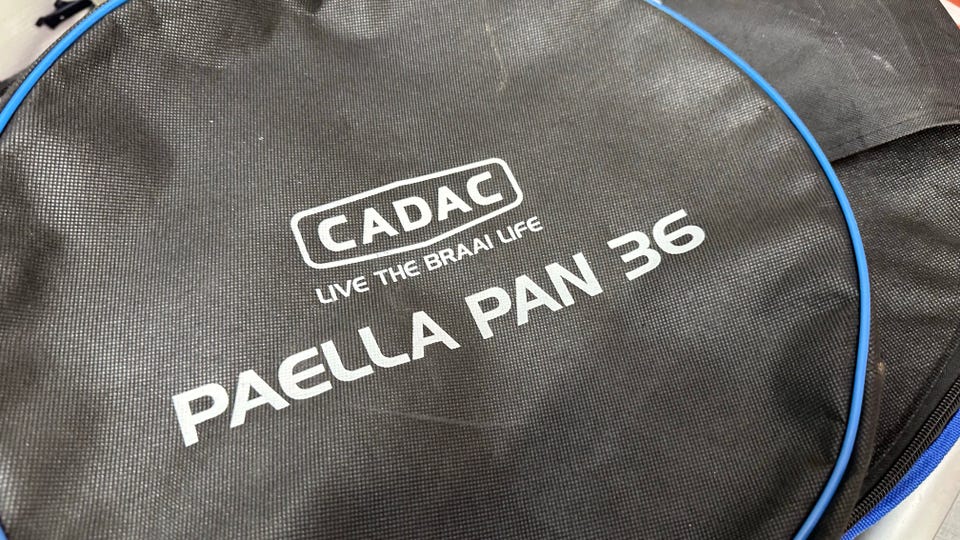 CADAC
LIVE THE BRAAI LIFE
PAELLA PAN 36